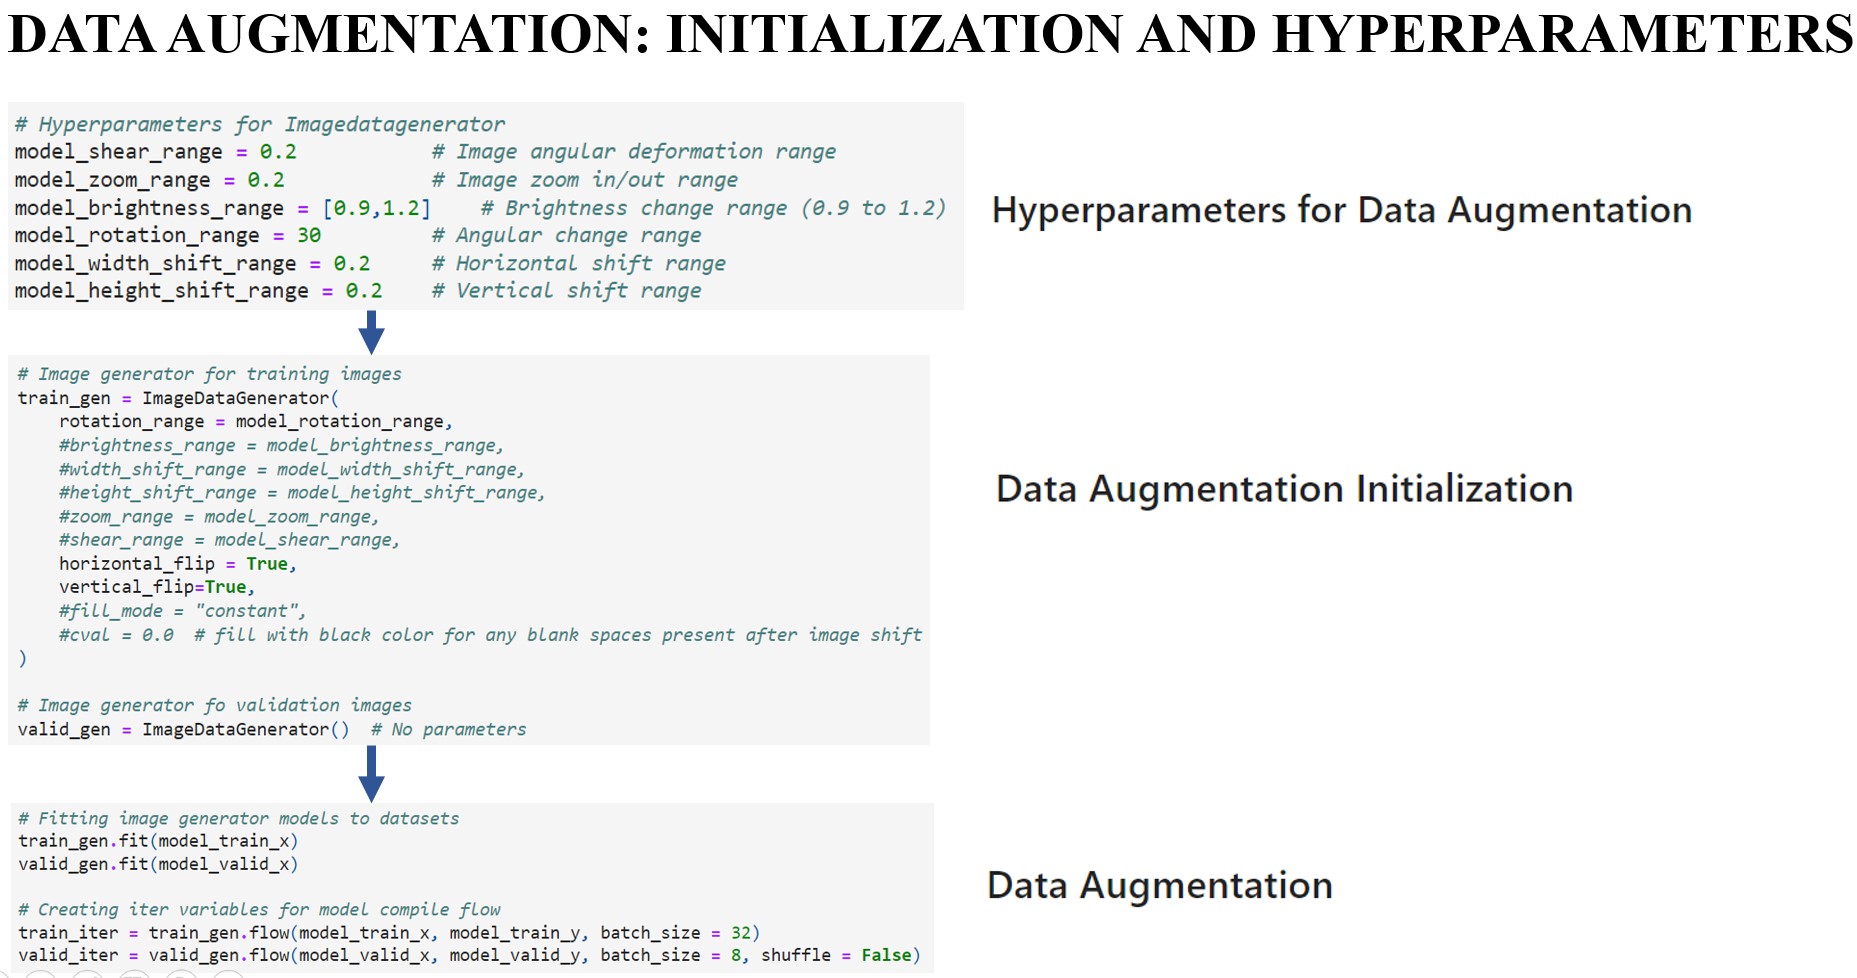 DATA AUGMENTATION: INITIALIZATION AND HYPERPARAMETERS
# Hyperparameters for Imagedatagenerator
model_shear_range = 0.2 # Image angular deformation range
model_zoom_range = 0.2 # Image zoom in/out range
model_brightness_range = [0.9,1.2] # Brightness change range (0.9 to 1.2)
model_rotation_range = 30 # Angular change range
model_width_shift_range = 0.2 # Horizontal shift range
model_height_shift_range = 0.2 # Vertical shift range
Hyperparameters for Data Augmentation
# Image generator for training images
train_gen = ImageDataGenerator(
rotation_range = model_rotation_range,
#brightness_range = model_brightness_range,
#width_shift_range = model_width_shift_range,
#height_shift_range = model_height_shift_range,
#zoom_range = model_zoom_range,
#shear_range = model_shear_range,
horizontal_flip = True,
vertical_flip=True,
#fill_mode = "constant",
#cval = 0.0 # fill with black color for any blank spaces present after image shift
)
# Image generator fo validation images
valid_gen = ImageDataGenerator() # No parameters
Data Augmentation Initialization
# Fitting image generator models to datasets
train_gen.fit(model_train_x)
valid_gen.fit(model_valid_x)
# Creating iter variables for model compile flow
train_iter = train_gen.flow(model_train_x, model_train_y, batch_size = 32)
valid_iter = valid_gen.flow(model_valid_x, model_valid_y, batch_size = 8, shuffle = False)
Data Augmentation